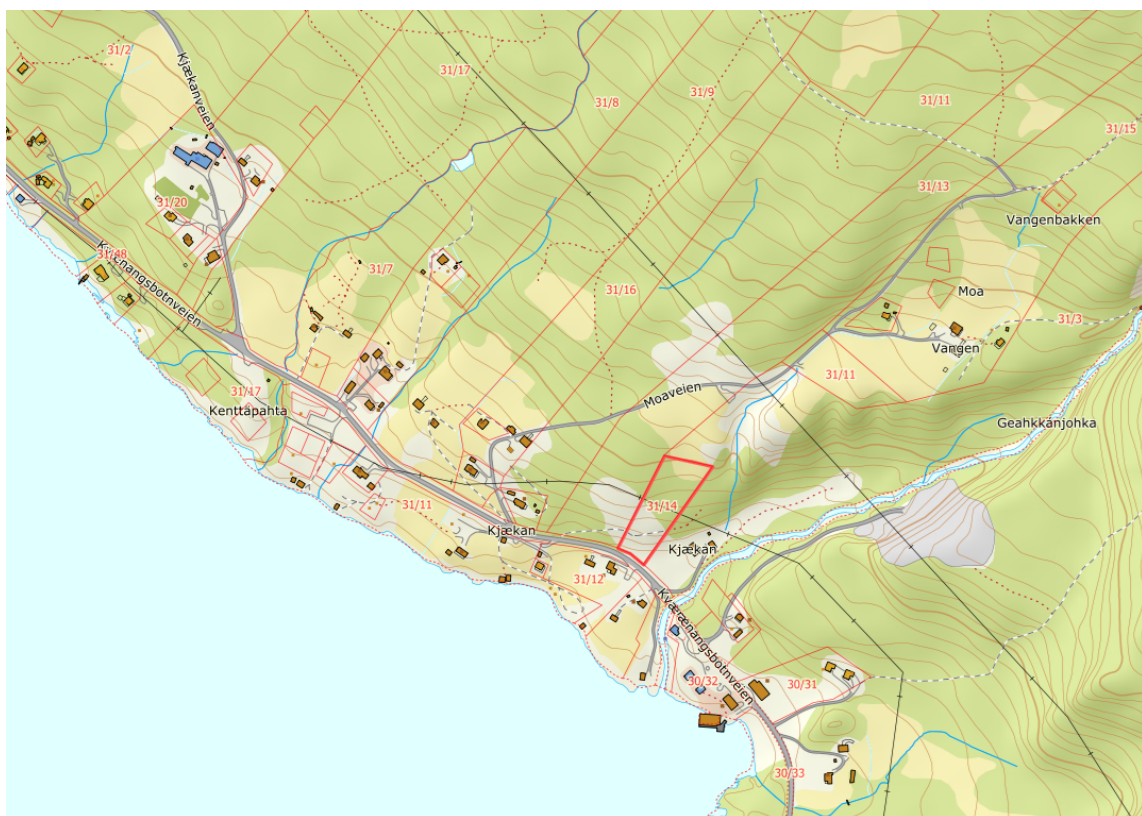 31/2
Kjækanveien
31/17
31/8
31/9
31/11
31/15
31/20
31/13
Vangenbakken
31/48
Kvænangsbotnveien
31/7
31/16
Moa
31/3
Vangen
31/11
31/17
Kenttäpahta
Moaveien
Geahkkánjohka
31/11
31/14
Kjækan
Kjækan
31/12
Kværænangsbotnveien
30/32
30/31
30/33